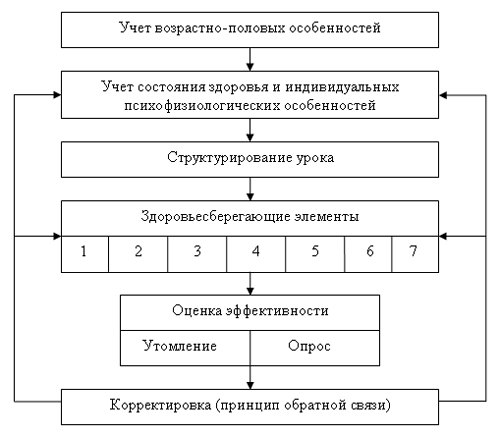 Учет возрастно-половых особенностей
Учет состояния здоровья и индивидуальных
психофизиологических особенностей
Структурирование урока
Здоровьесберегающие элементы
1 2 3 4 5 6 7
Оценка эффективности
Утомление Опрос
Корректировка (принцип обратной связи)